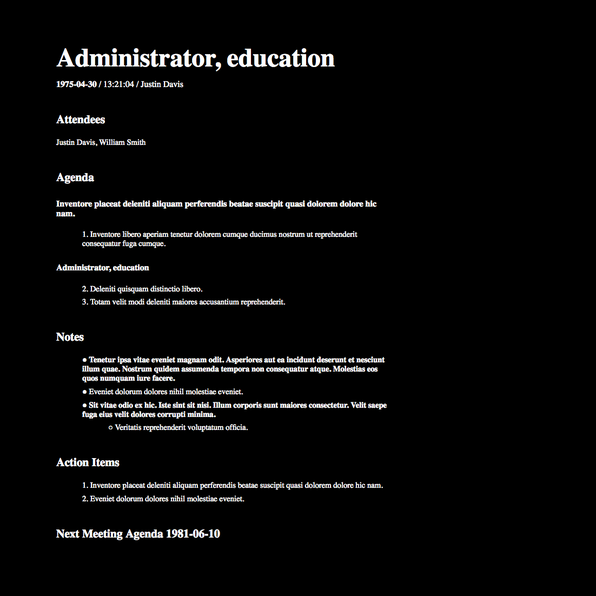 Administrator, education
1975-04-30 / 13:21:04 / Justin Davis
Attendees
Justin Davis, William Smith
Agenda
Inventore placeat deleniti aliquam perferendis beatae suscipit quasi dolorem dolore hic
nam.
1. Inventore libero aperiam tenetur dolorem cumque ducimus nostrum ut reprehenderit
consequatur fuga cumque.
Administrator, education
2. Deleniti quisquam distinctio libero.
3. Totam velit modi deleniti maiores accusantium reprehenderit.
Notes
● Tenetur ipsa vitae eveniet magnam odit. Asperiores aut ea incidunt deserunt et nesciunt
illum quae. Nostrum quidem assumenda tempora non consequatur atque. Molestias eos
quos numquam iure facere.
● Eveniet dolorum dolores nihil molestiae eveniet.
● Sit vitae odio ex hic. Iste sint sit nisi. Illum corporis sunt maiores consectetur. Velit saepe
fuga eius velit dolores corrupti minima.
○ Veritatis reprehenderit voluptatum officia.
Action Items
1. Inventore placeat deleniti aliquam perferendis beatae suscipit quasi dolorem dolore hic nam.
2. Eveniet dolorum dolores nihil molestiae eveniet.
Next Meeting Agenda 1981-06-10